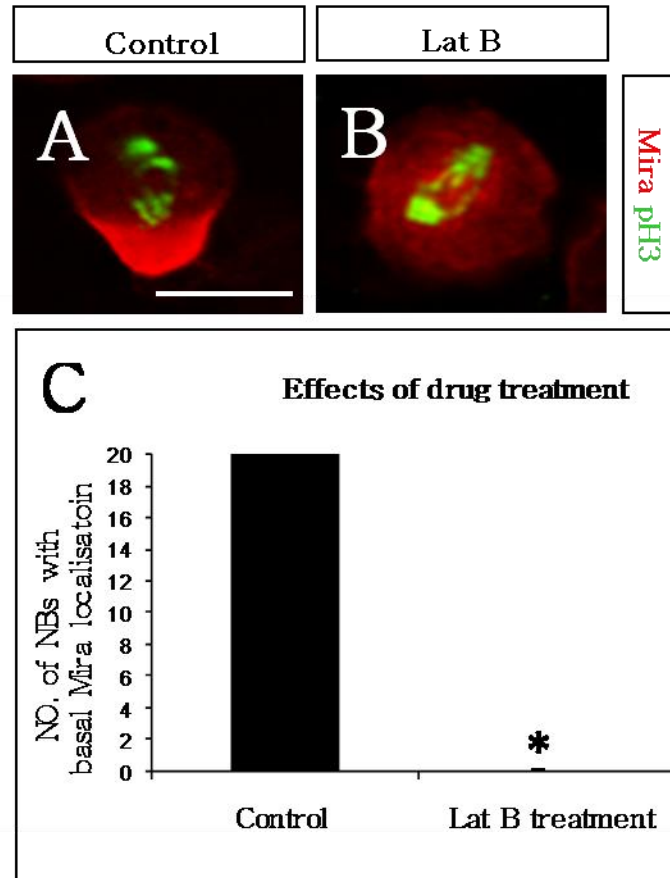 Control
Lat B
A
B
Mira pH3
C
Effects of drug treatment
NO. of NBs with
basal Mira localisatoin
20
18
16
14
12
10
8
6
4
2
0
*
Control
Lat B treatment